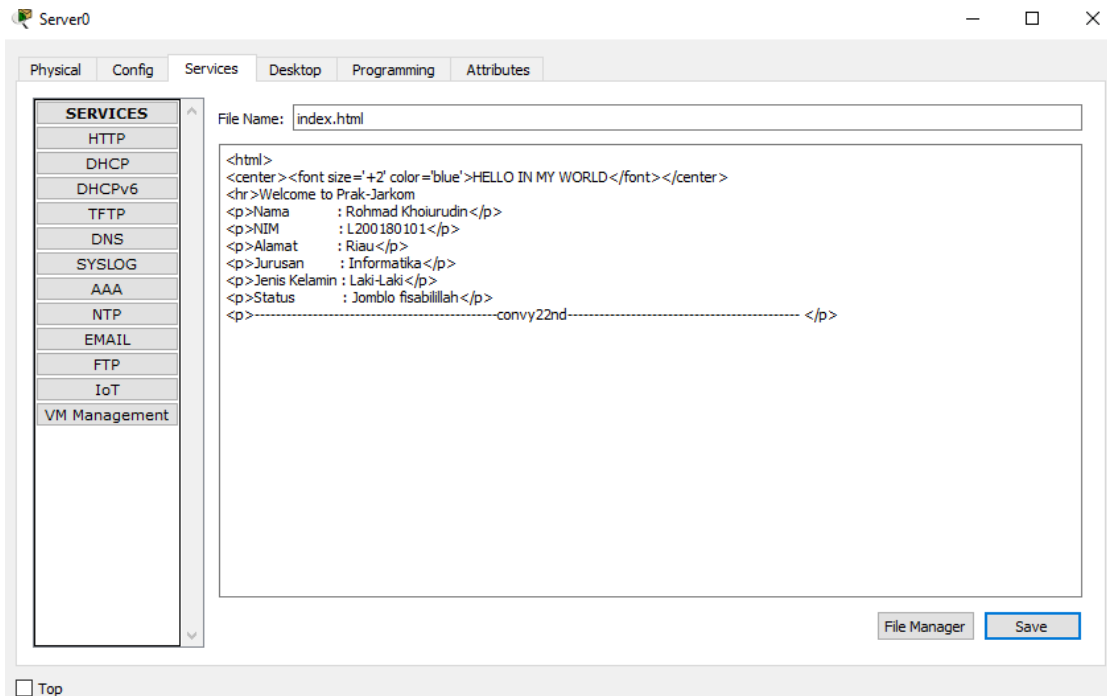 Server0
Physical Config Services Desktop Programming Attributes
SERVICES
HTTP
DHCP
DHCPv6
TFTP
DNS
SYSLOG
AAA
NTP
EMAIL
FTP
IoT
VM Management
File Name: index.html
<html>
<center><font size='+2' color='blue'>HELLO IN MY WORLD</font></center>
<hr>Welcome to Prak-Jarkom
<p>Nama : Rohmad Khoiurudin</p>
<p>NIM : L200180101</p>
<p>Alamat : Riau</p>
<p>Jurusan : Informatika</p>
<p>Jenis Kelamin : Laki-Laki</p>
<p>Status : Jomblo fisabilillah</p>
<p>----------------------------------------------convy22nd-------------------------------------------- </p>
File Manager Save
Top